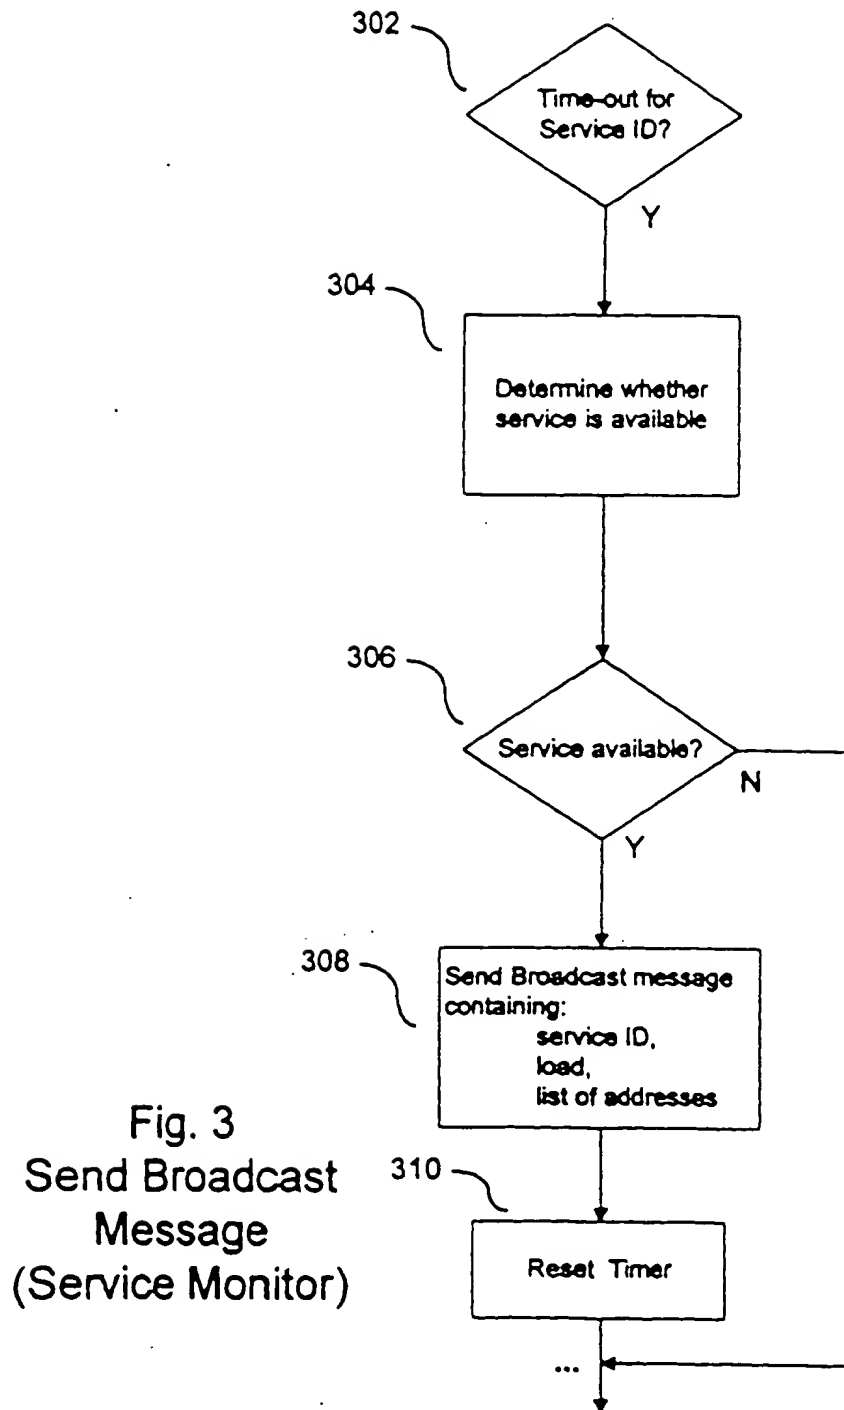 302
Time-out for
Service ID?
Y
304
Determine whether
service is available
306
Service available?
N
Y
308
Send Broadcast message
containing:
service ID,
load,
list of addresses
Fig. 3
Send Broadcast
Message
(Service Monitor)
310
Reset Timer
...